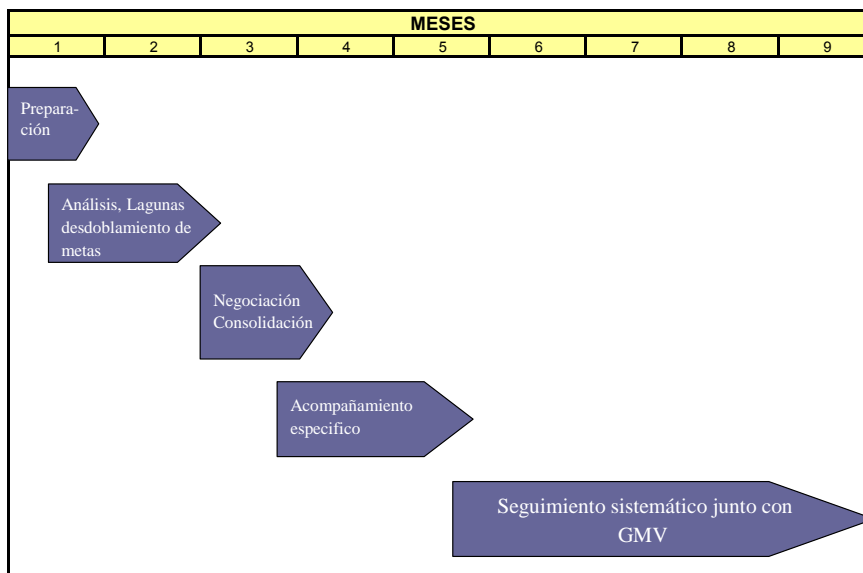 MESES
1 2 3 4 5 6 7 8 9
Prepara-
ción
Análisis, Lagunas
desdoblamiento de
metas
Negociación
Consolidación
Acompañamiento
especifico
Seguimiento sistemático junto con
GMV